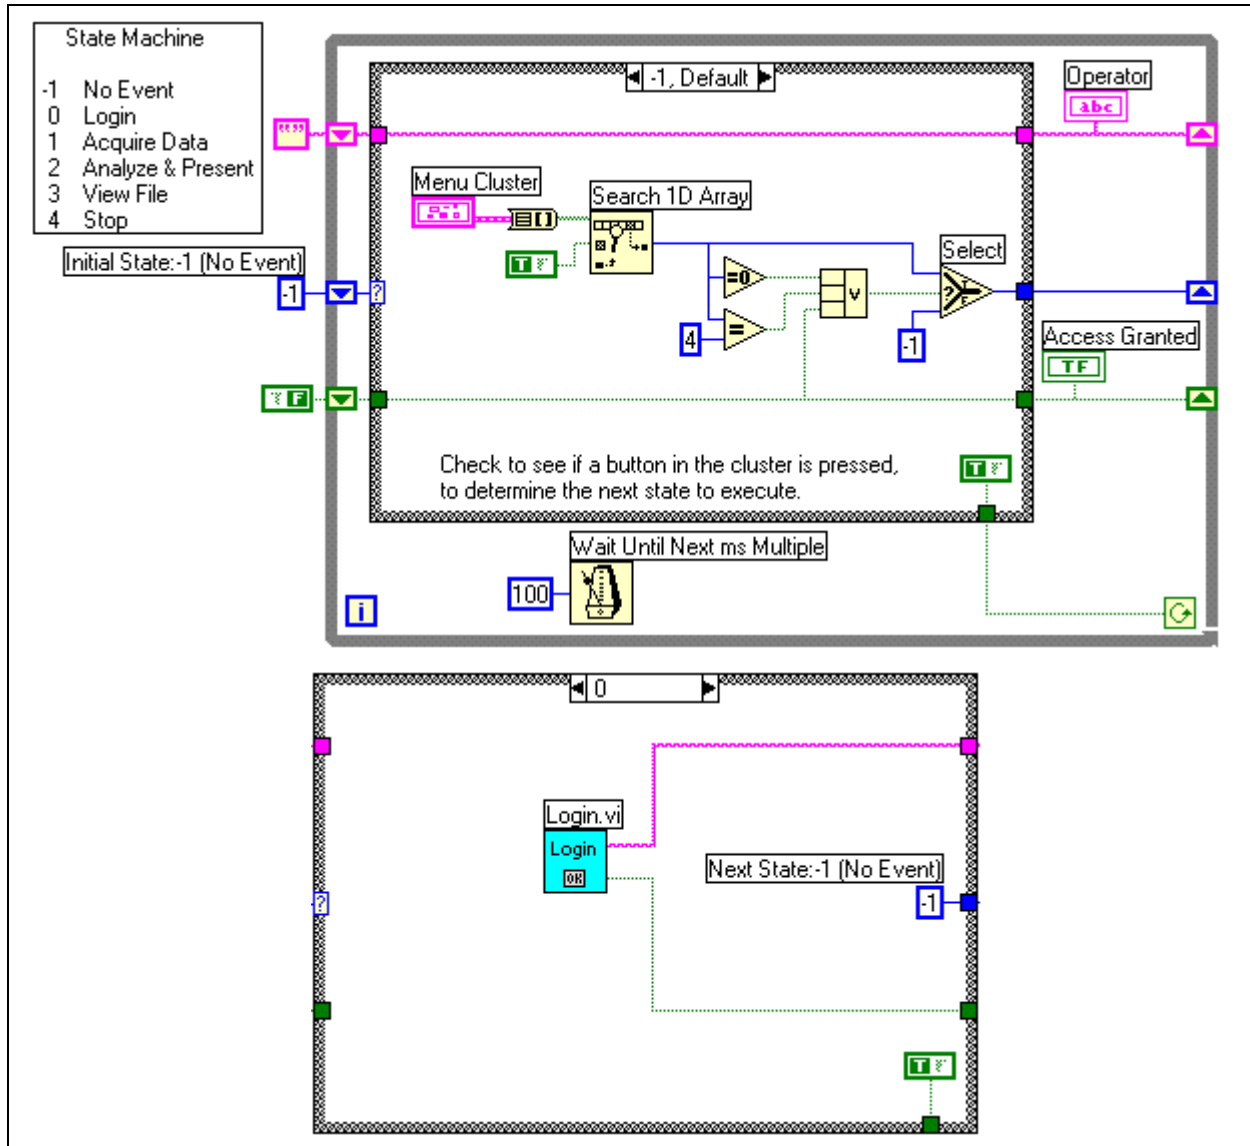 State Machine
-1 No Event
0 Login
1 Acquire Data
2 Analyze & Present
3 View File
4 Stop
-1, Default
Operator
abc
Menu Cluster
Search 1D Array
T
Initial State:-1 (No Event)
-1
?
=0
V
Select
?
F
4
=
-1
Access Granted
TF
F
Check to see if a button in the cluster is pressed,
to determine the next state to execute.
T
Wait Until Next ms Multiple
100
i
0
Login.vi
Login
OK
Next State:-1 (No Event)
?
-1
T